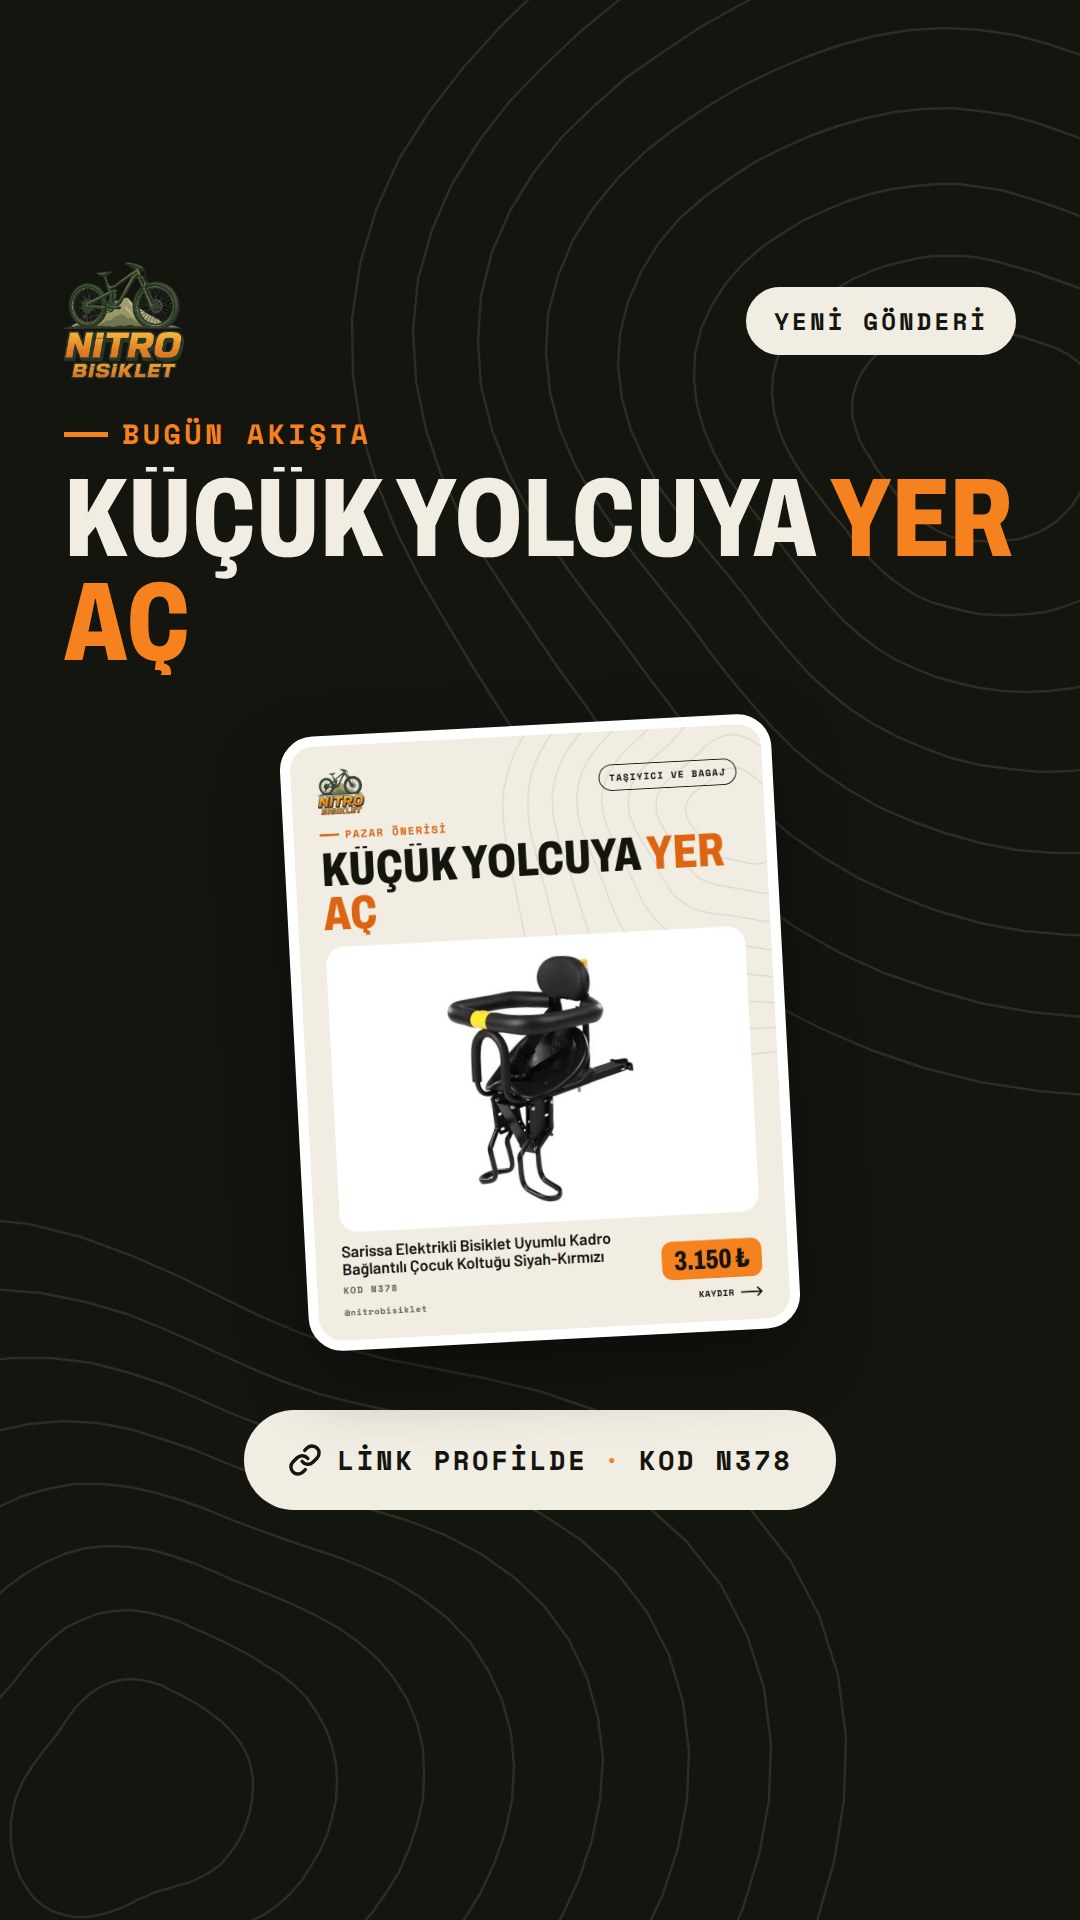 NiTRO
BiSiKLET
YENİ GÖNDERİ
BUGÜN AKIŞTA
KÜÇÜK YOLCUYA YER
AÇ
NiTRO
BiSiKLET
TAŞIYICI VE BAGAJ
PAZAR ÖNERİSİ
KÜÇÜK YOLCUYA YER
AÇ
Sarissa Elektrikli Bisiklet Uyumlu Kadro
Bağlantılı Çocuk Koltuğu Siyah-Kırmızı
3.150 ₺
KOD N378
KAYDIR
@nitrobisiklet
LİNK PROFİLDE • KOD N378